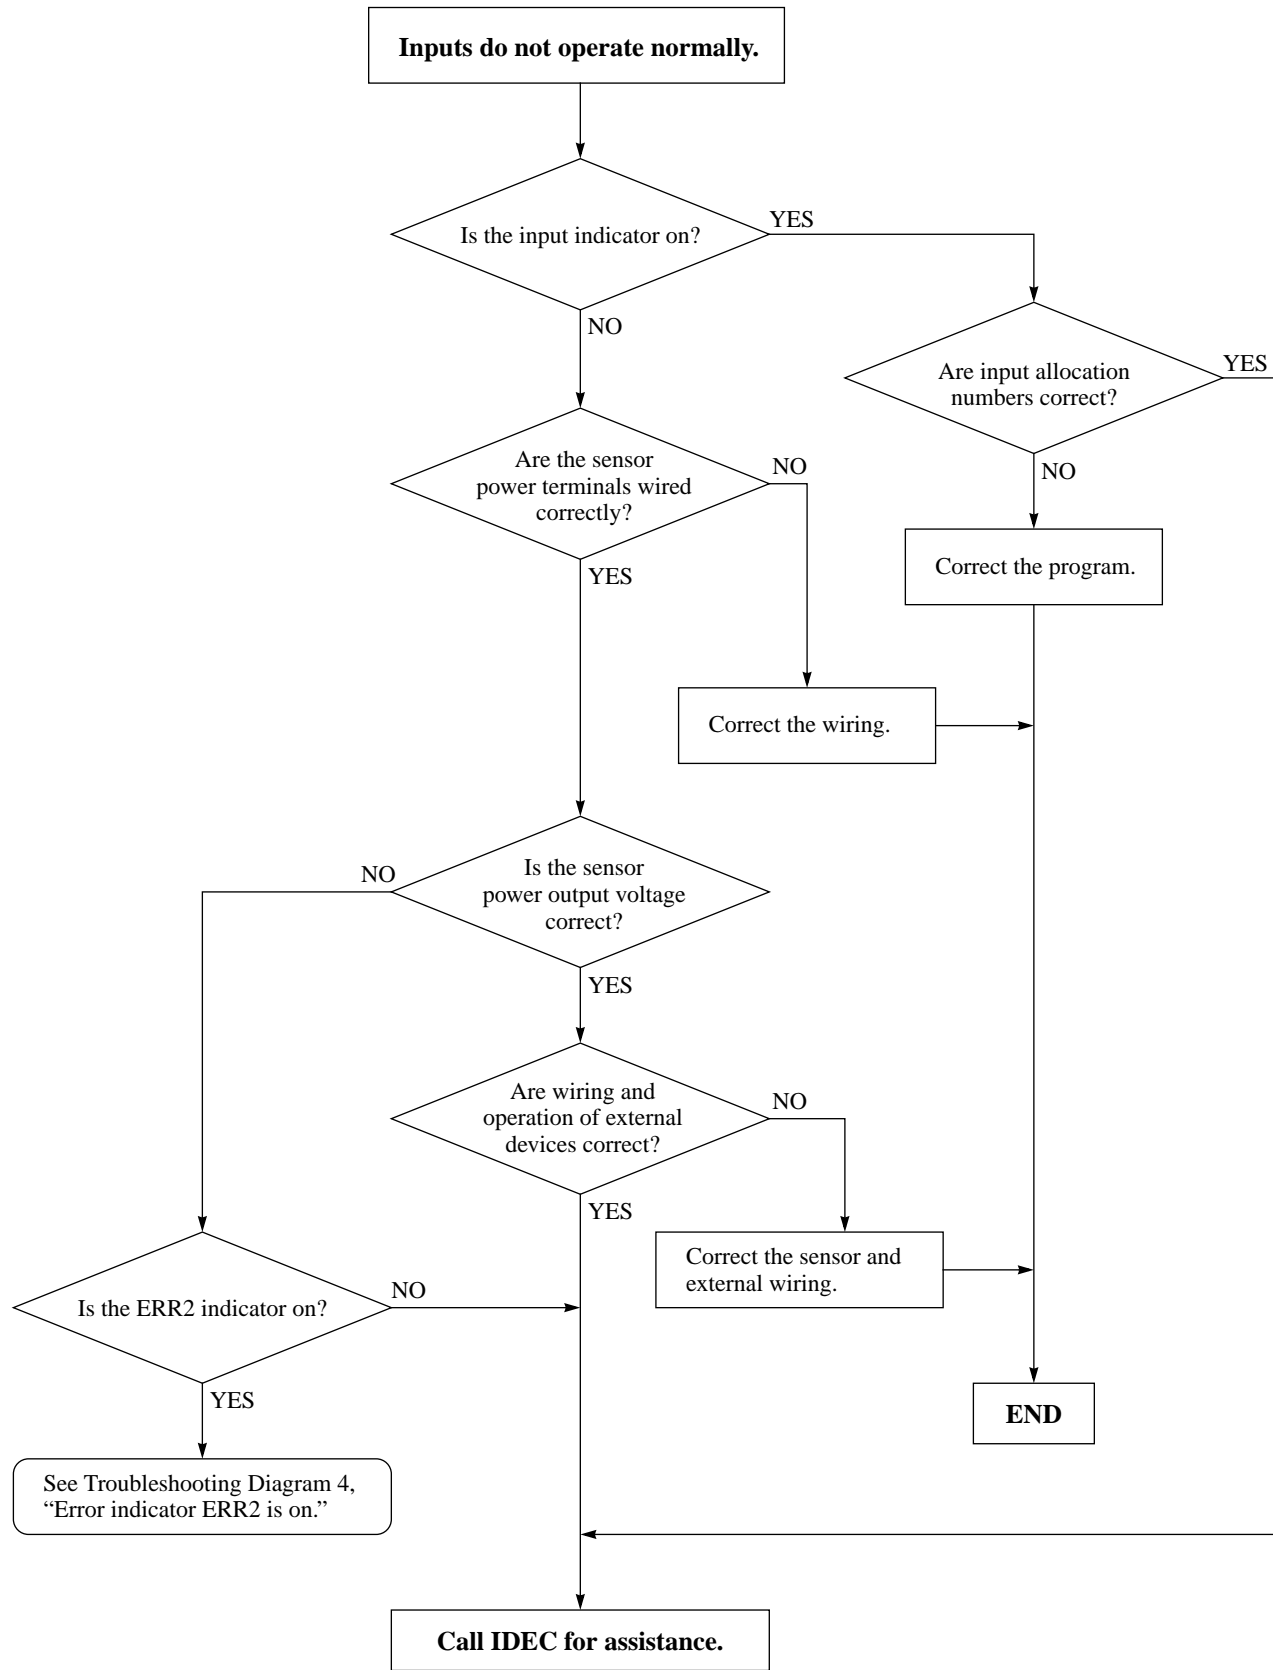 Inputs do not operate normally.
Is the input indicator on?
YES
NO
Are input allocation
numbers correct?
YES
NO
Are the sensor
power terminals wired
correctly?
NO
YES
Correct the program.
Correct the wiring.
Is the sensor
power output voltage
correct?
NO
YES
Are wiring and
operation of external
devices correct?
NO
YES
Correct the sensor and
external wiring.
Is the ERR2 indicator on?
NO
YES
END
See Troubleshooting Diagram 4,
“Error indicator ERR2 is on.”
Call IDEC for assistance.